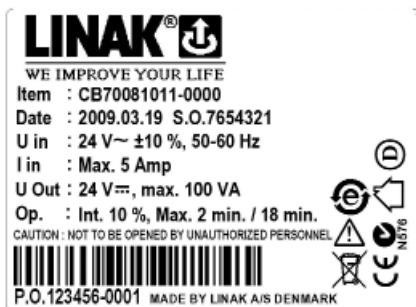 LINAK®
WE IMPROVE YOUR LIFE
Item : CB70081011-0000
Date : 2009.03.19 S.O.7654321
U in : 24 V~ ±10 %, 50-60 Hz
I in : Max. 5 Amp
U Out : 24 V⎓, max. 100 VA
Op. : Int. 10 %, Max. 2 min. / 18 min.
CAUTION : NOT TO BE OPENED BY UNAUTHORIZED PERSONNEL
P.O.123456-0001 MADE BY LINAK A/S DENMARK
D
e
N576
CE